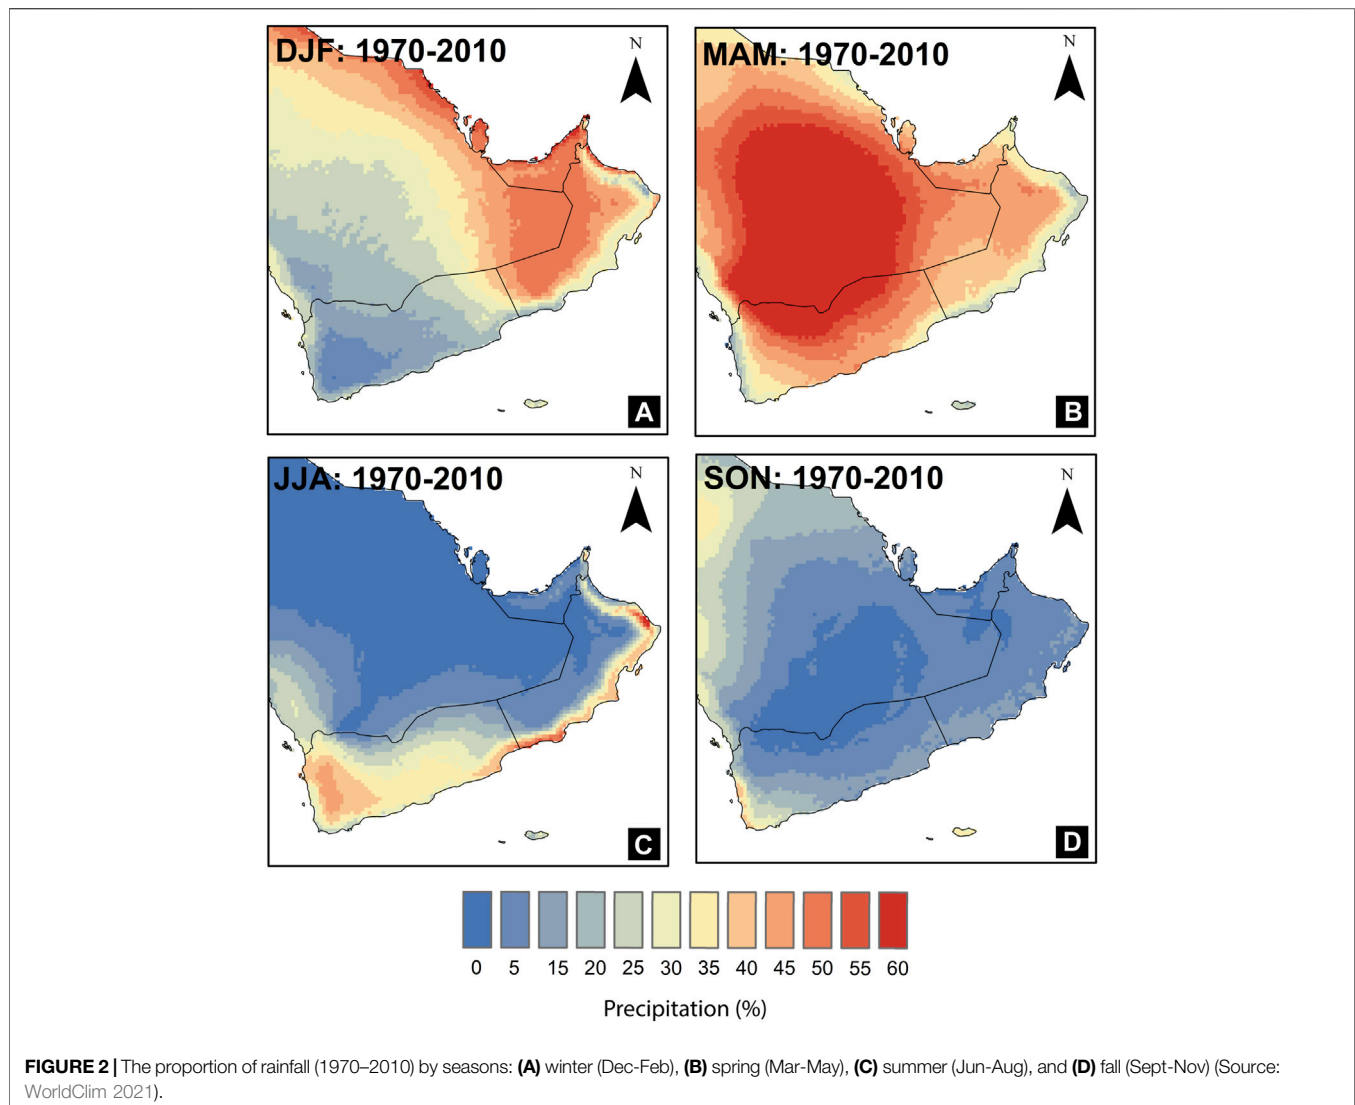 DJF: 1970-2010
N
A
MAM: 1970-2010
N
B
JJA: 1970-2010
N
C
SON: 1970-2010
N
D
0 5 15 20 25 30 35 40 45 50 55 60
Precipitation (%)
FIGURE 2 | The proportion of rainfall (1970–2010) by seasons: (A) winter (Dec-Feb), (B) spring (Mar-May), (C) summer (Jun-Aug), and (D) fall (Sept-Nov) (Source:
WorldClim 2021).